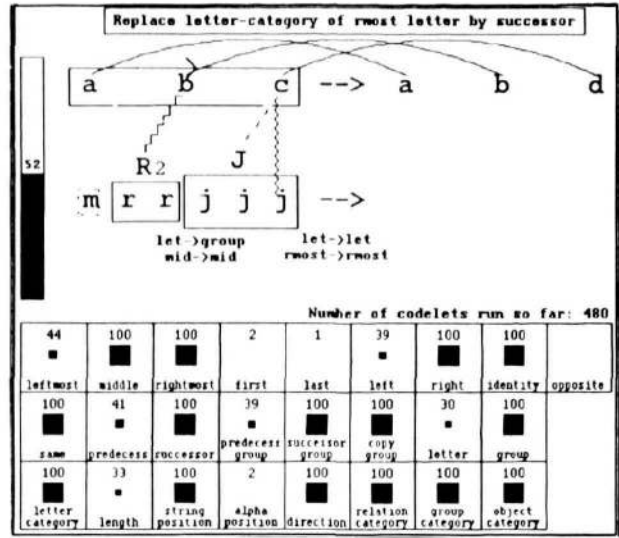 Replace letter-category of rmost letter by successor
a b c --> a b d
52
R2 J
m r r j j j -->
let->group let->let
mid->mid rmost->rmost
Number of codelets run so far: 480
44 100 100 2 1 39 100 100
leftmost middle rightmost first last left right identity opposite
100 41 100 39 100 100 30 100
same predecess successor predecess group successor group copy group letter group
100 33 100 2 100 100 100 100
letter category length string position alpha position direction relation category group category object category